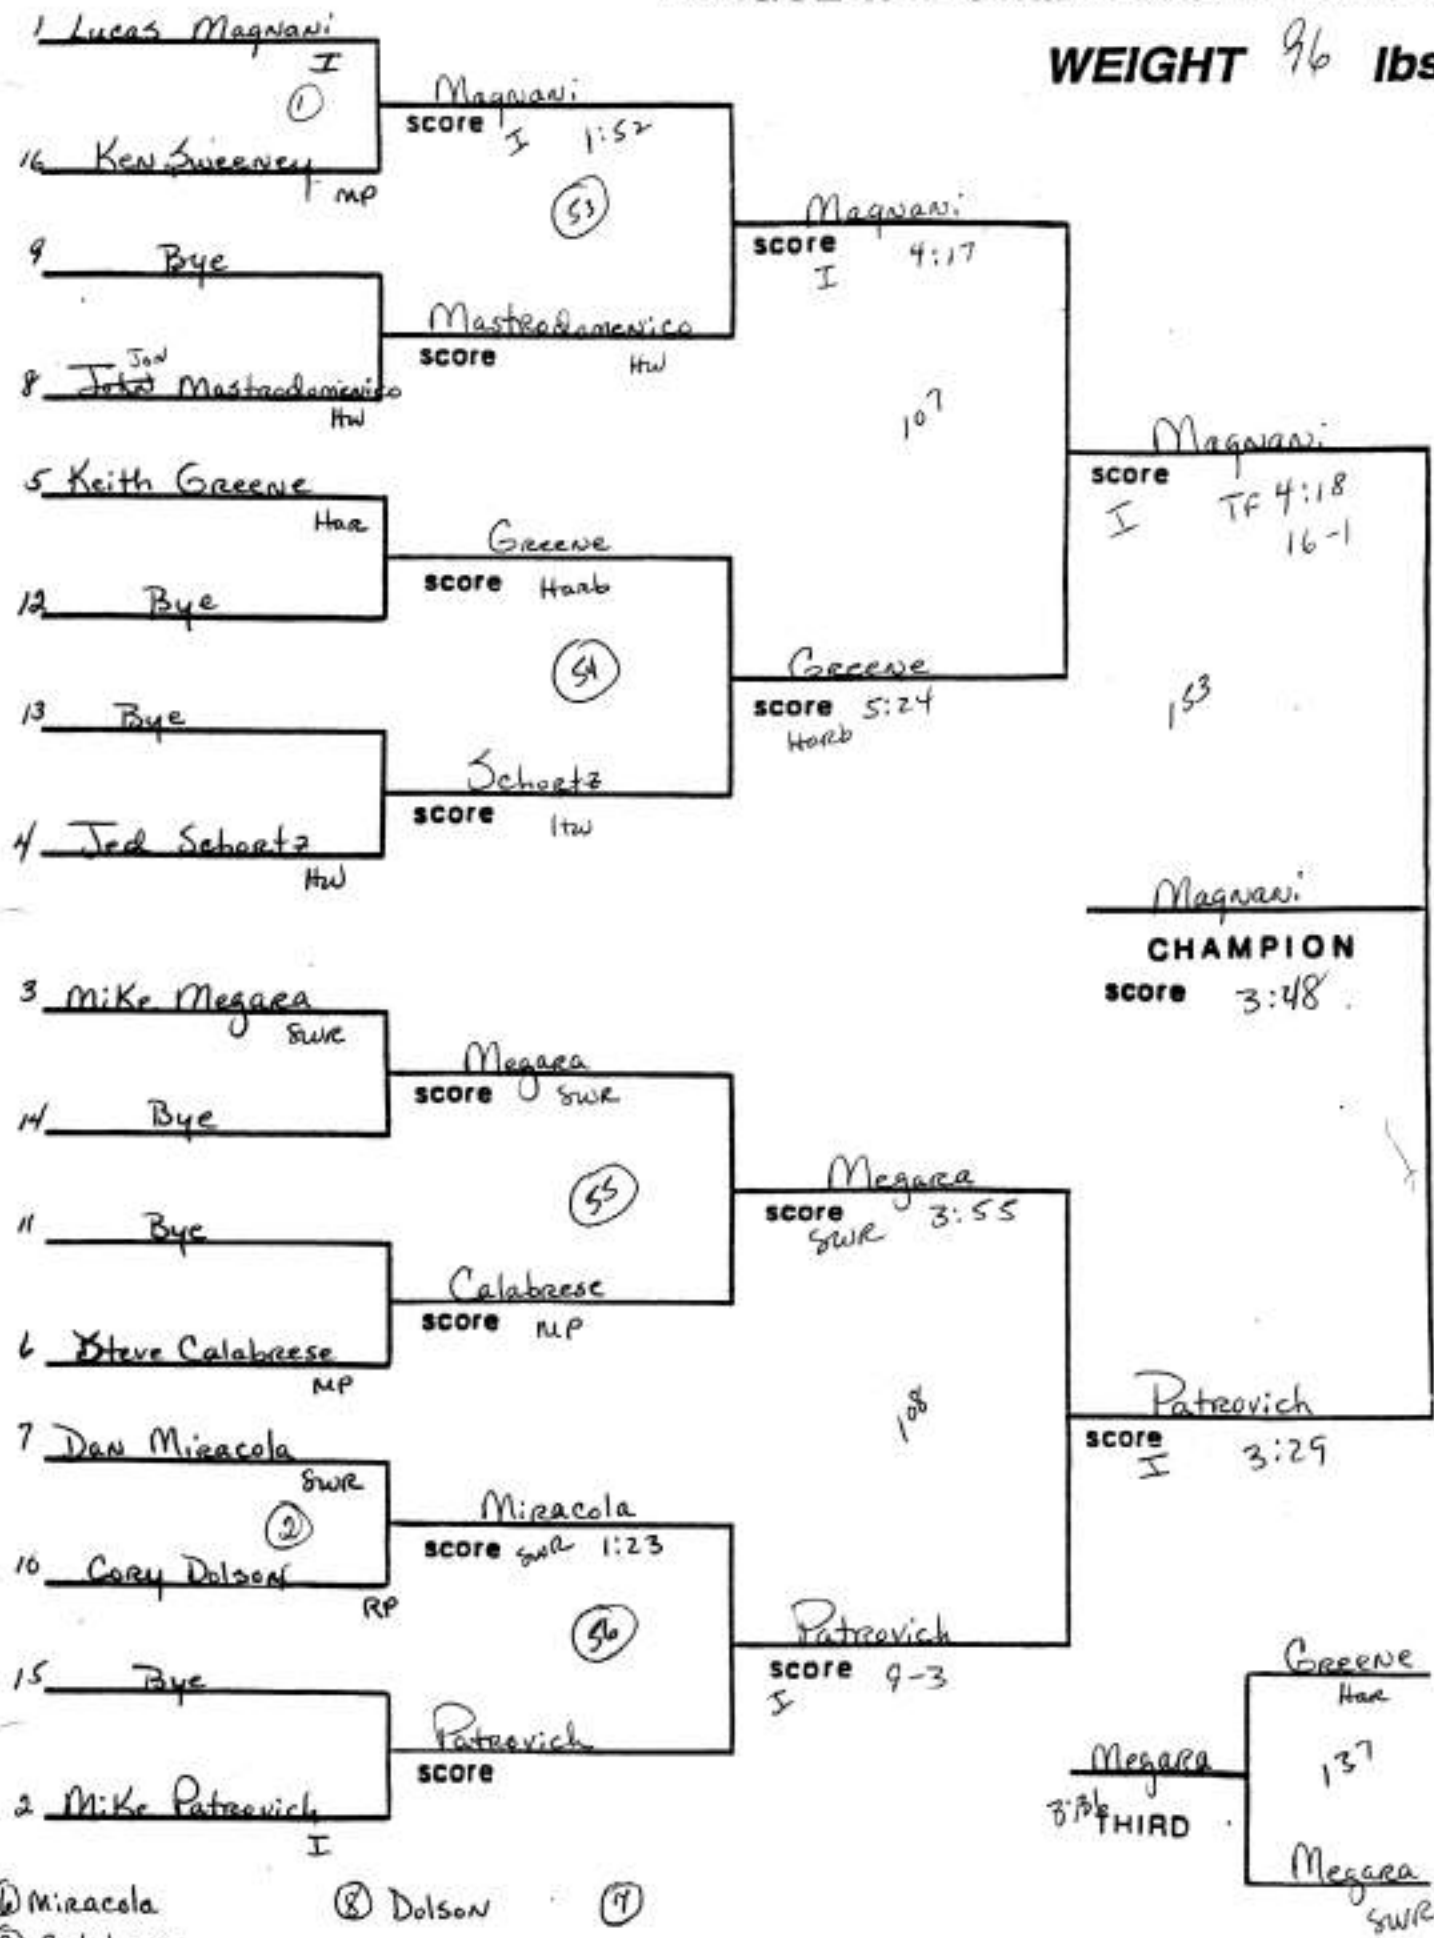 WEIGHT 96 lbs
1 Lucas Magnani
I
①
16 Ken Sweeney
MP
Magnani
score I 1:52
(53)
9 Bye
8 John Jon Mastrodomenico
HW
Mastrodomenico
score HW
Magnani
score 4:17
I
107
5 Keith Greene
Har
12 Bye
Greene
score Harb
(54)
13 Bye
4 Jed Schortz
HW
Schortz
score HW
Greene
score 5:24
Harb
Magnani
score TF 4:18
I 16-1
153
Magnani
CHAMPION
score 3:48
3 Mike Megara
SWR
14 Bye
Megara
score SWR
(55)
11 Bye
6 Steve Calabrese
MP
Calabrese
score MP
Megara
score 3:55
SWR
108
7 Dan Miracola
SWR
②
10 Cory Dolson
RP
Miracola
score SWR 1:23
(56)
15 Bye
2 Mike Patrovich
I
Patrovich
score
Patrovich
score 9-3
I
Patrovich
score 3:29
I
Greene
Har
137
Megara
THIRD
Megara
SWR
Miracola
⑧ Dolson